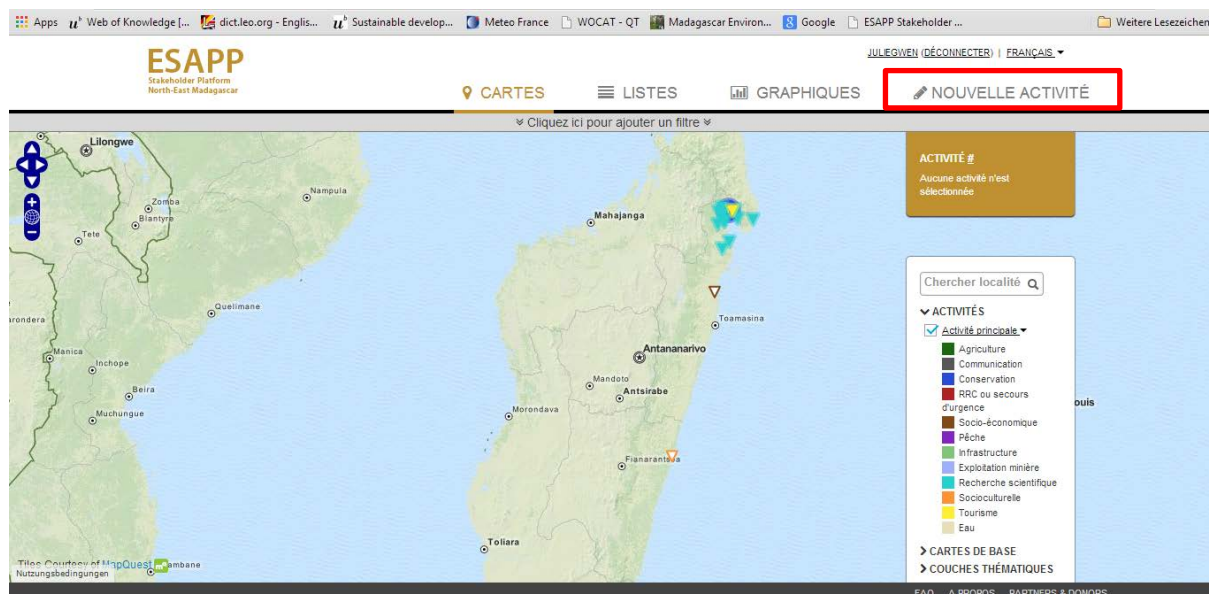 Apps Web of Knowledge [... dict.leo.org - Englis... Sustainable develop... Meteo France WOCAT - QT Madagascar Environ... Google ESAPP Stakeholder ... Weitere Lesezeichen
JULIEGWEN (DÉCONNECTER) | FRANÇAIS
ESAPP
Stakeholder Platform
North-East Madagascar
CARTES LISTES GRAPHIQUES NOUVELLE ACTIVITÉ
Cliquez ici pour ajouter un filtre
Lilongwe
Nampula
Zomba
Blantyre
Tete
Mahajanga
Quelimane
Toamasina
Manica
Inchope
Antananarivo
Mandoto
Antsirabe
Beira
Muchungue
Morondava
Fianarantsoa
Toliara
ouis
ACTIVITÉ #
Aucune activité n'est
sélectionnée
Chercher localité
ACTIVITÉS
Activité principale
Agriculture
Communication
Conservation
RRC ou secours
d'urgence
Socio-économique
Pêche
Infrastructure
Exploitation minière
Recherche scientifique
Socioculturelle
Tourisme
Eau
CARTES DE BASE
COUCHES THÉMATIQUES
Tiles Courtesy of MapQuest
ambane
Nutzungsbedingungen
FAQ A PROPOS PARTNERS & DONORS